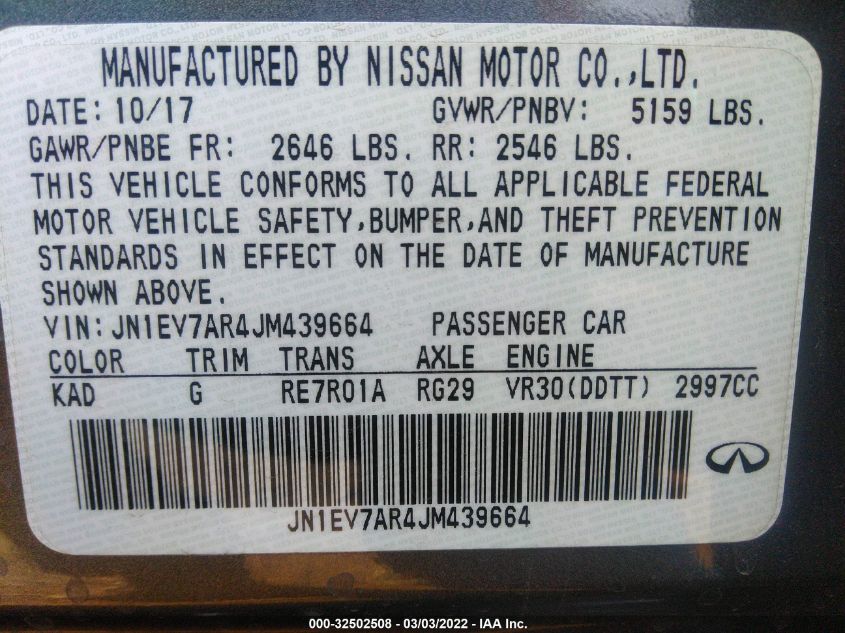 MANUFACTURED BY NISSAN MOTOR CO.,LTD.
DATE: 10/17 GVWR/PNBV: 5159 LBS.
GAWR/PNBE FR: 2646 LBS. RR: 2546 LBS.
THIS VEHICLE CONFORMS TO ALL APPLICABLE FEDERAL
MOTOR VEHICLE SAFETY,BUMPER,AND THEFT PREVENTION
STANDARDS IN EFFECT ON THE DATE OF MANUFACTURE
SHOWN ABOVE.
VIN: JN1EV7AR4JM439664 PASSENGER CAR
COLOR TRIM TRANS AXLE ENGINE
KAD G RE7R01A RG29 VR30(DDTT) 2997CC
JN1EV7AR4JM439664
000-32502508 - 03/03/2022 - IAA Inc.